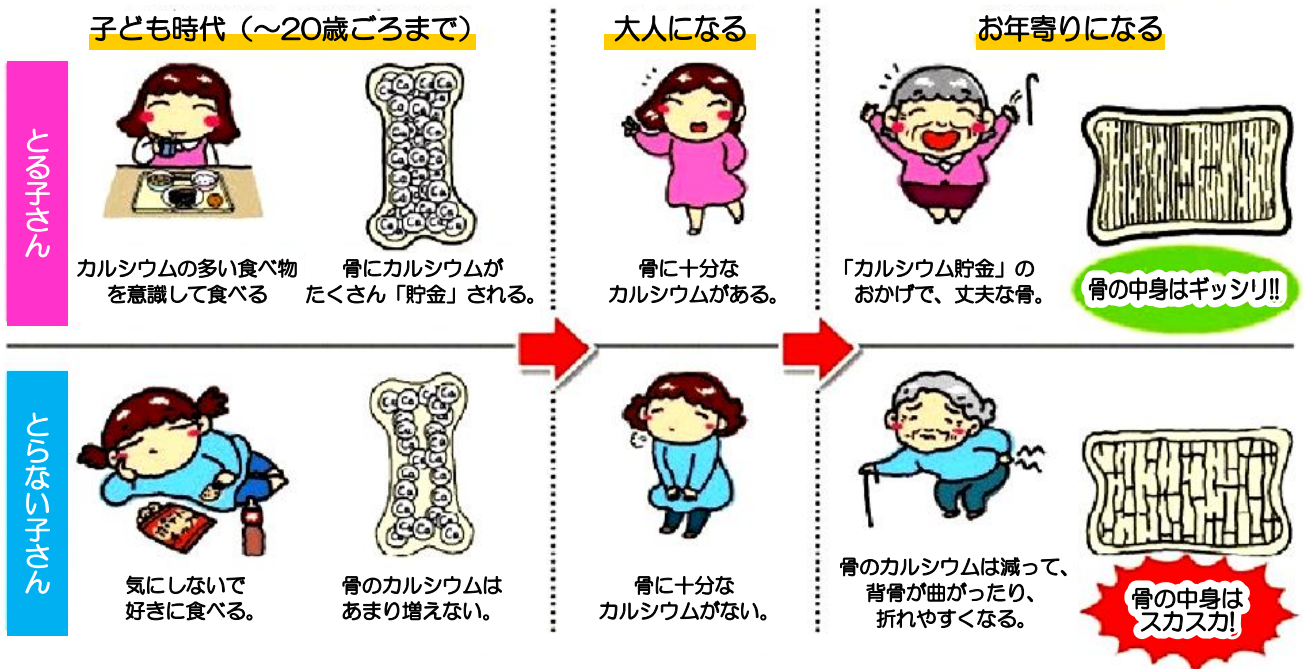 子ども時代（～20歳ごろまで）
大人になる
お年寄りになる
とる子さん
カルシウムの多い食べ物
を意識して食べる
骨にカルシウムが
たくさん「貯金」される。
骨に十分な
カルシウムがある。
「カルシウム貯金」の
おかげで、丈夫な骨。
骨の中身はギッシリ!!
とらない子さん
気にしないで
好きに食べる。
骨のカルシウムは
あまり増えない。
骨に十分な
カルシウムがない。
骨のカルシウムは減って、
背骨が曲がったり、
折れやすくなる。
骨の中身は
スカスカ!